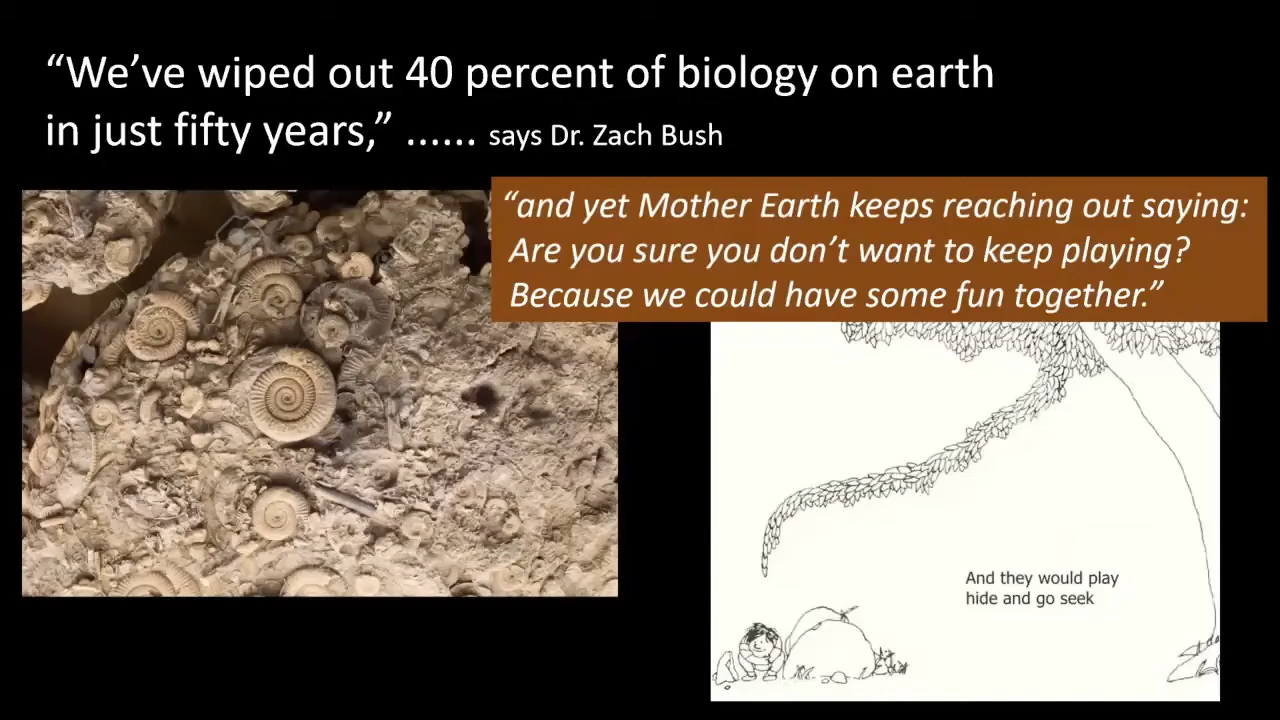 “We’ve wiped out 40 percent of biology on earth
in just fifty years,” ...... says Dr. Zach Bush
“and yet Mother Earth keeps reaching out saying:
Are you sure you don’t want to keep playing?
Because we could have some fun together.”
And they would play
hide and go seek